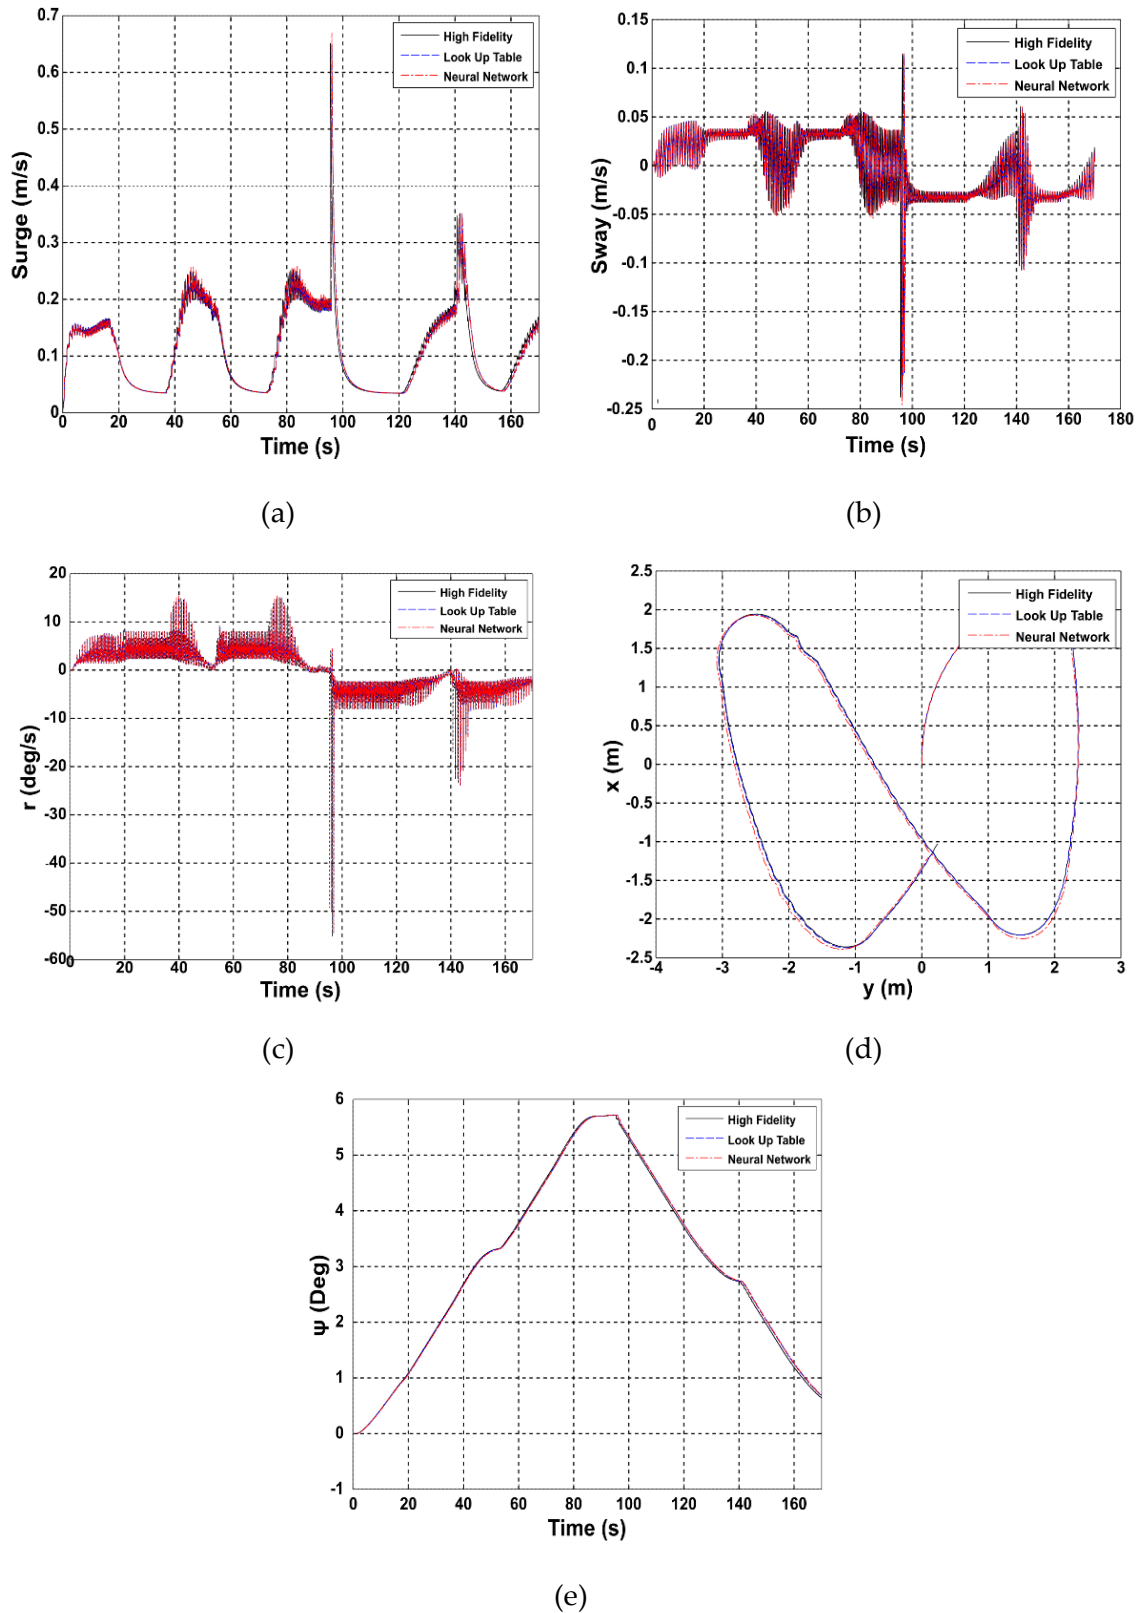 0.7
0.6
0.5
0.4
0.3
0.2
0.1
0
Surge (m/s)
High Fidelity
Look Up Table
Neural Network
0 20 40 60 80 100 120 140 160
Time (s)
(a)
0.15
0.1
0.05
0
-0.05
-0.1
-0.15
-0.2
-0.25
Sway (m/s)
High Fidelity
Look Up Table
Neural Network
0 20 40 60 80 100 120 140 160 180
Time (s)
(b)
20
10
0
-10
-20
-30
-40
-50
-60
r (deg/s)
High Fidelity
Look Up Table
Neural Network
0 20 40 60 80 100 120 140 160
Time (s)
(c)
2.5
2
1.5
1
0.5
0
-0.5
-1
-1.5
-2
-2.5
x (m)
High Fidelity
Look Up Table
Neural Network
-4 -3 -2 -1 0 1 2 3
y (m)
(d)
6
5
4
3
2
1
0
-1
Ψ (Deg)
High Fidelity
Look Up Table
Neural Network
0 20 40 60 80 100 120 140 160
Time (s)
(e)